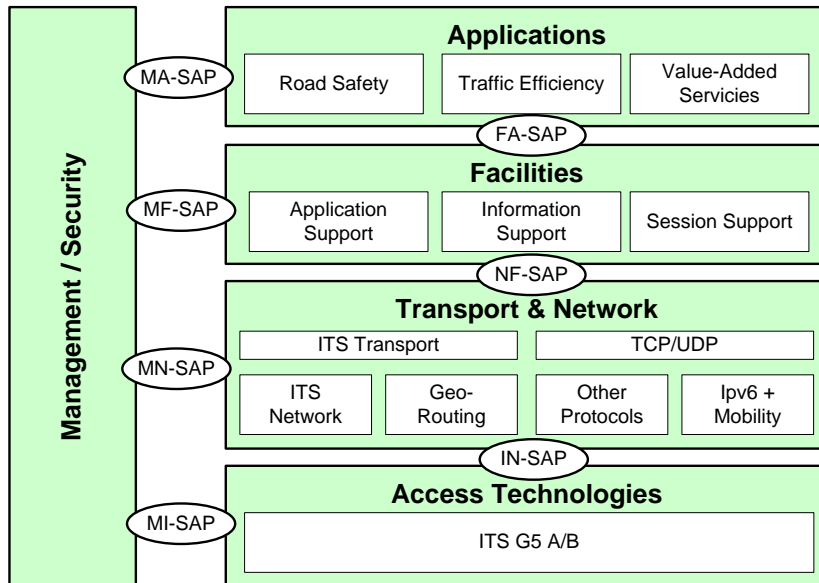 Management / Security
Applications
MA-SAP
Road Safety
Traffic Efficiency
Value-Added
Servicies
FA-SAP
Facilities
MF-SAP
Application
Support
Information
Support
Session Support
NF-SAP
Transport & Network
ITS Transport
TCP/UDP
MN-SAP
ITS
Network
Geo-
Routing
Other
Protocols
Ipv6 +
Mobility
IN-SAP
Access Technologies
MI-SAP
ITS G5 A/B